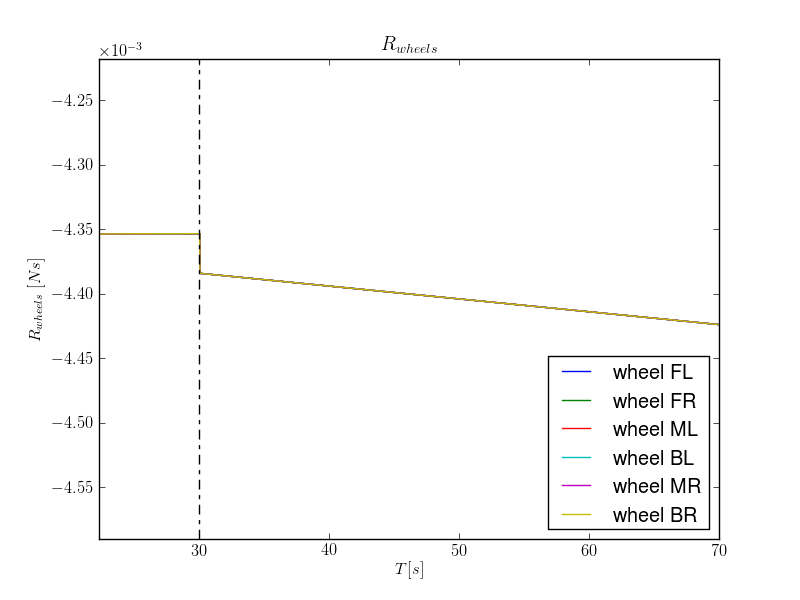 ×10⁻³
R_wheels
−4.25
−4.30
−4.35
−4.40
−4.45
−4.50
−4.55
R_wheels [Ns]
wheel FL
wheel FR
wheel ML
wheel BL
wheel MR
wheel BR
30 40 50 60 70
T[s]